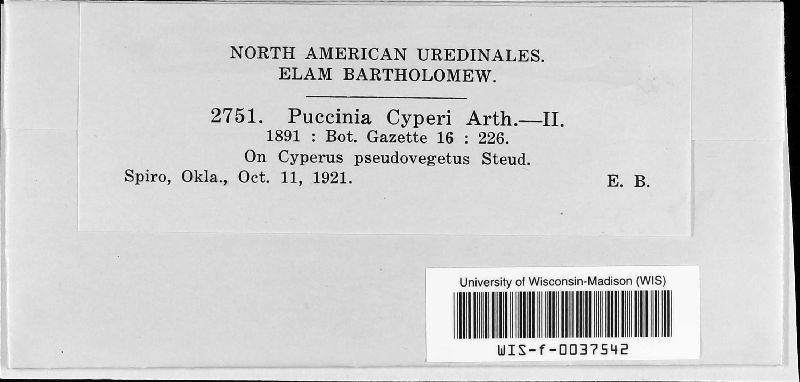 NORTH AMERICAN UREDINALES.
ELAM BARTHOLOMEW.
2751. Puccinia Cyperi Arth.—II.
1891 : Bot. Gazette 16 : 226.
On Cyperus pseudovegetus Steud.
Spiro, Okla., Oct. 11, 1921. E. B.
University of Wisconsin-Madison (WIS)
WIS-f-0037542